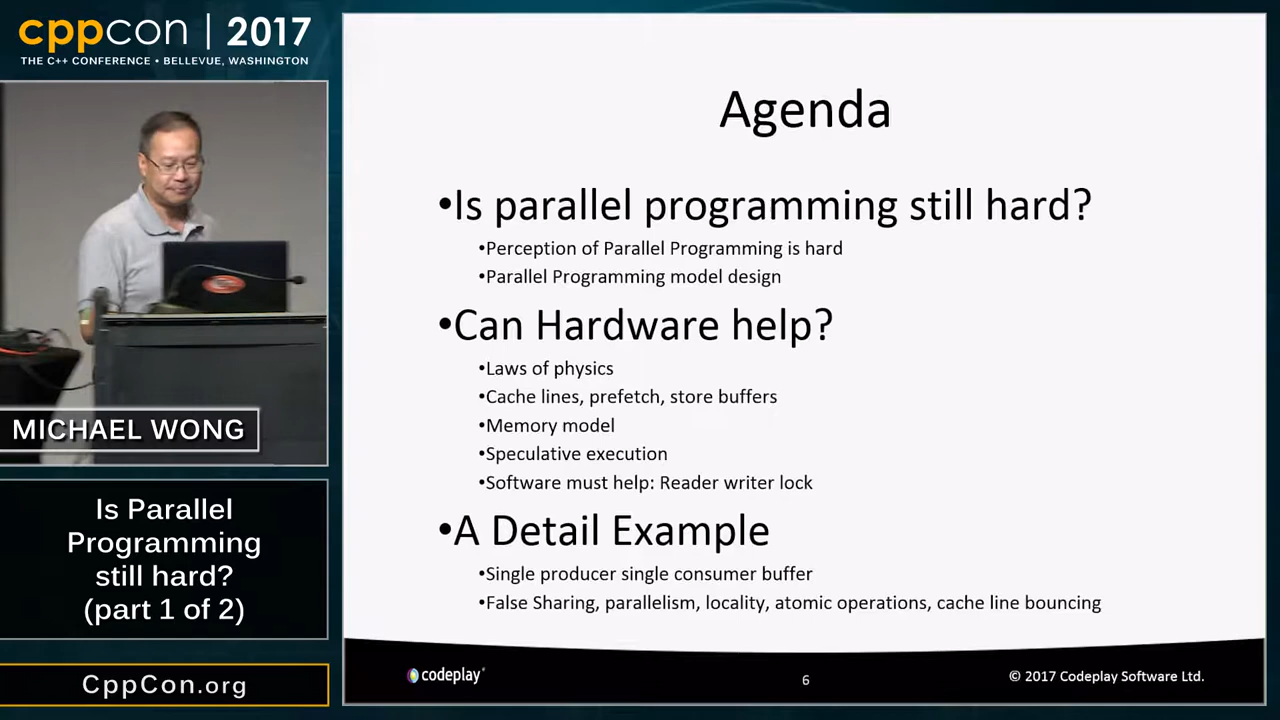 cppcon | 2017
THE C++ CONFERENCE • BELLEVUE, WASHINGTON
MICHAEL WONG
Is Parallel
Programming
still hard?
(part 1 of 2)
CppCon.org
Agenda
•Is parallel programming still hard?
•Perception of Parallel Programming is hard
•Parallel Programming model design
•Can Hardware help?
•Laws of physics
•Cache lines, prefetch, store buffers
•Memory model
•Speculative execution
•Software must help: Reader writer lock
•A Detail Example
•Single producer single consumer buffer
•False Sharing, parallelism, locality, atomic operations, cache line bouncing
codeplay®
6
© 2017 Codeplay Software Ltd.